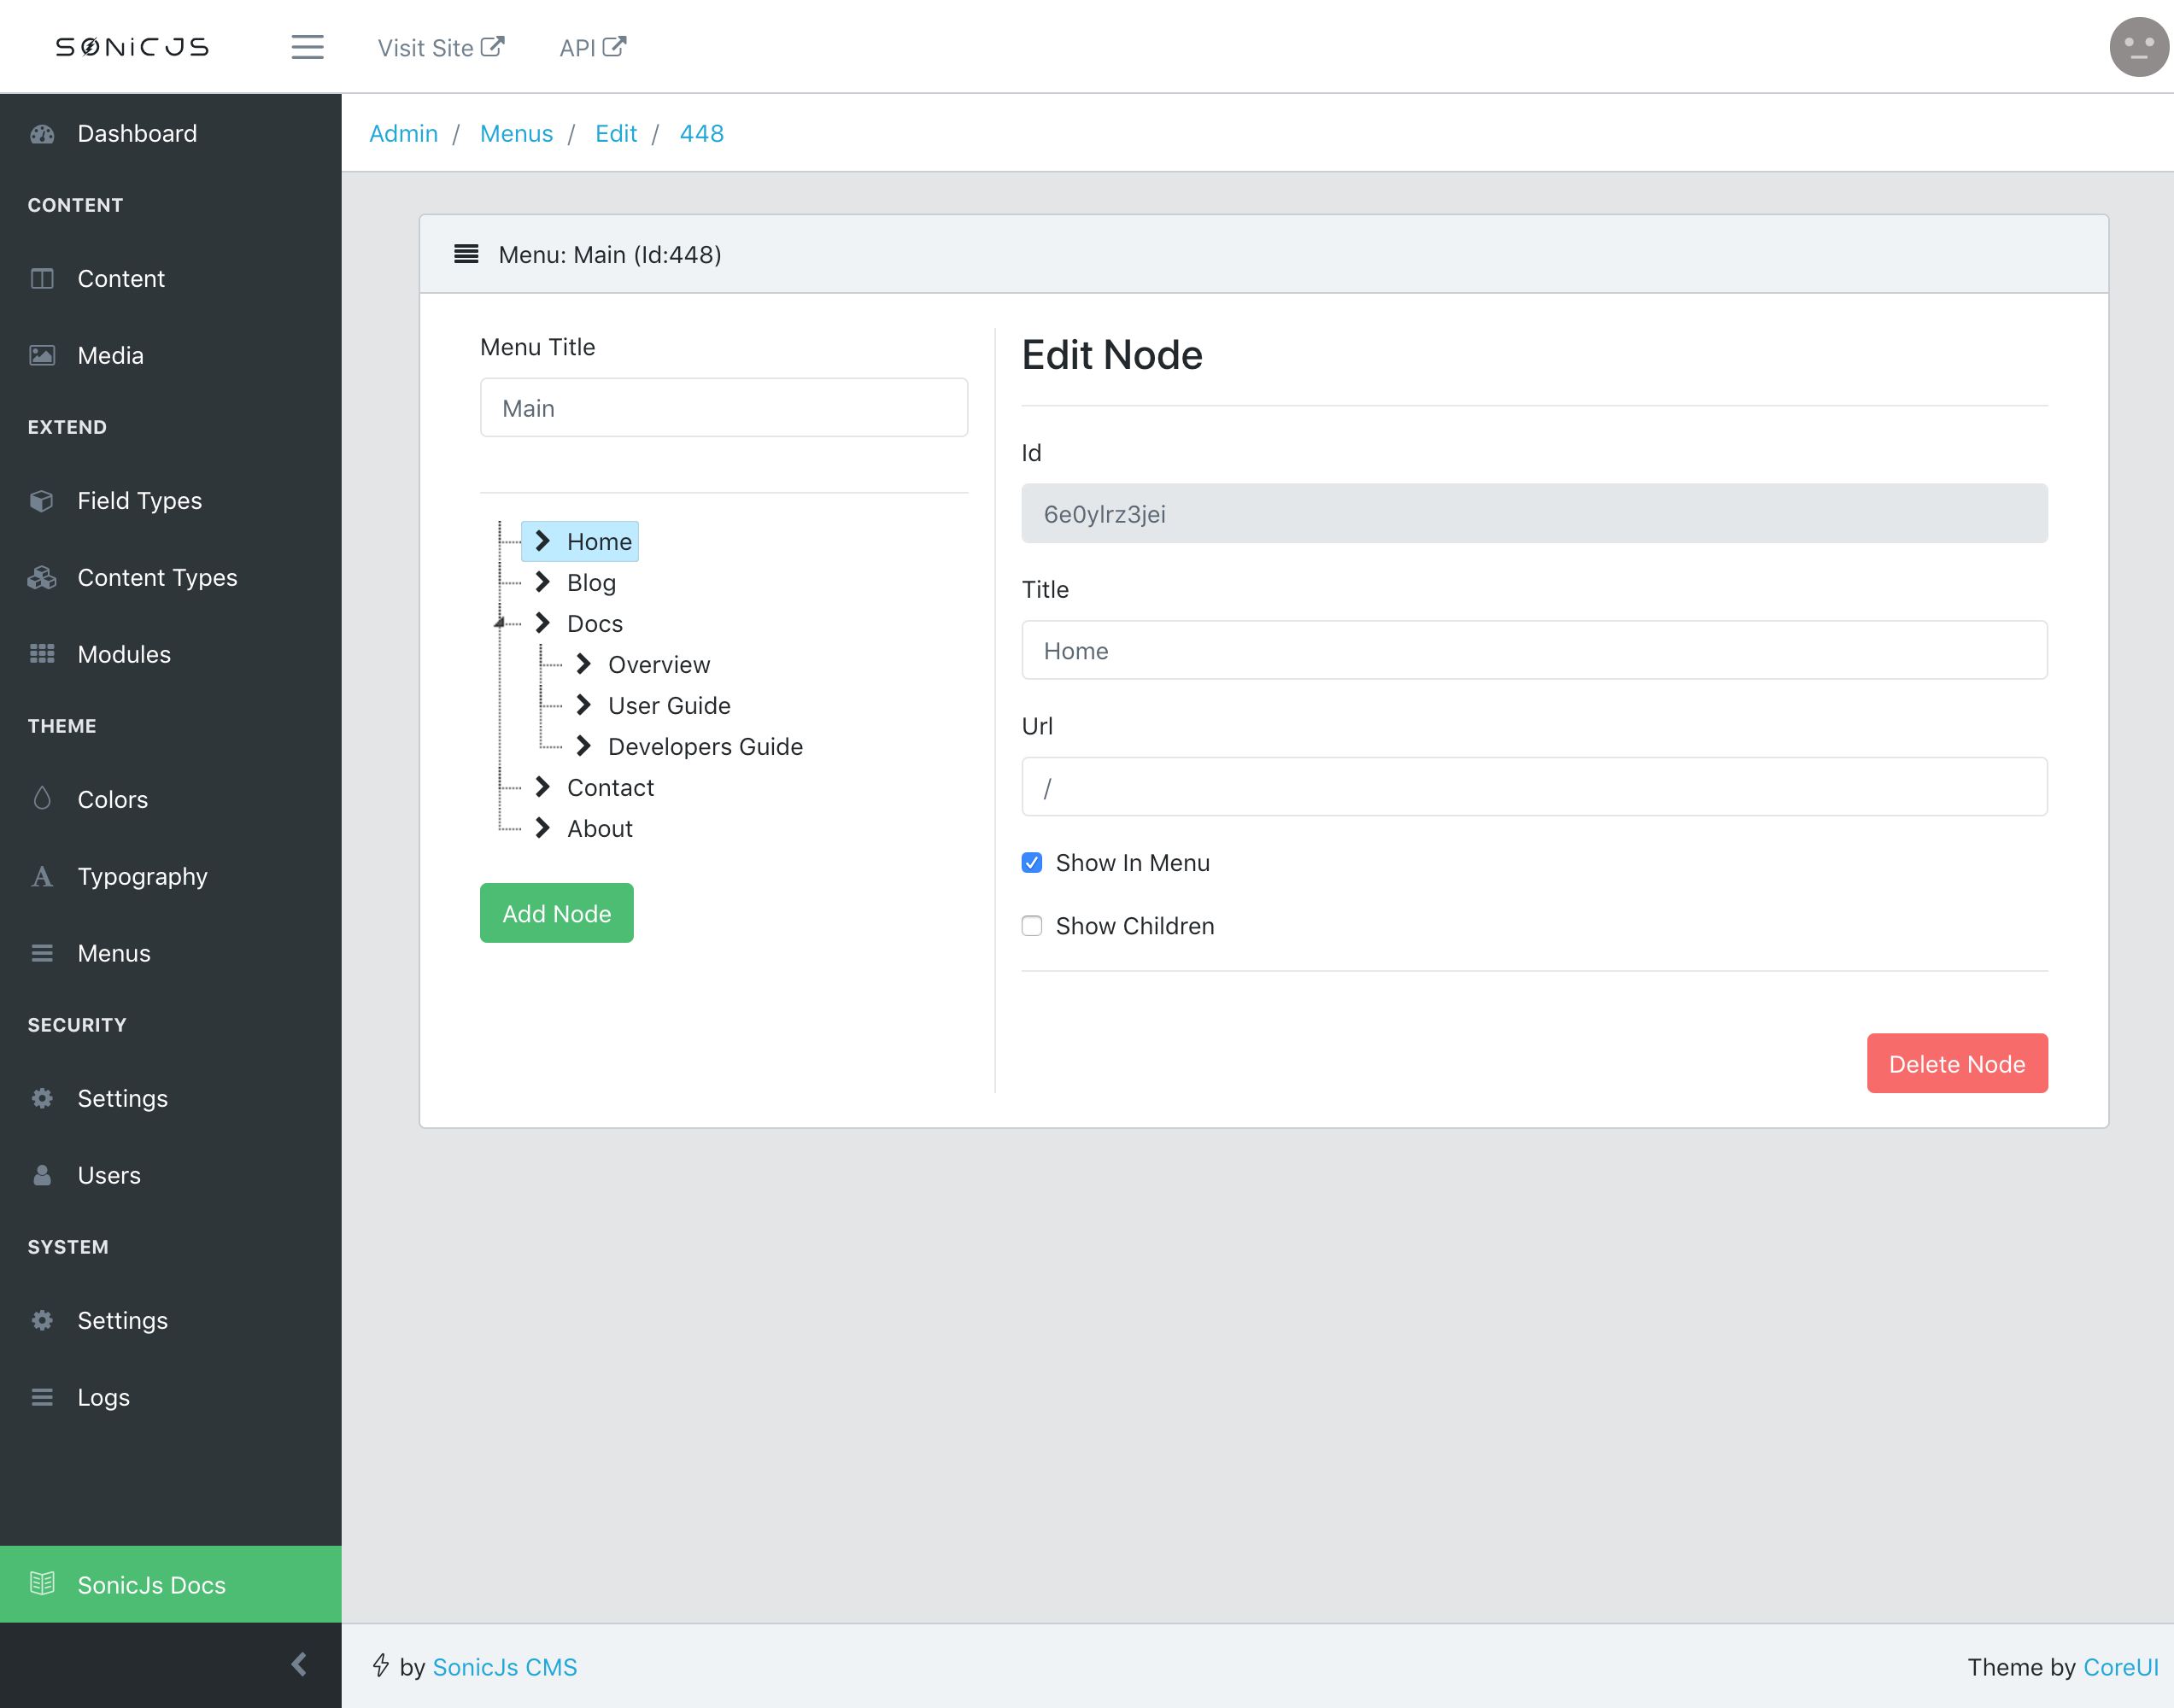 SONiCJS
Visit Site
API
Dashboard
CONTENT
Content
Media
EXTEND
Field Types
Content Types
Modules
THEME
Colors
Typography
Menus
SECURITY
Settings
Users
SYSTEM
Settings
Logs
SonicJs Docs
Admin / Menus / Edit / 448
Menu: Main (Id:448)
Menu Title
Main
Home
Blog
Docs
Overview
User Guide
Developers Guide
Contact
About
Add Node
Edit Node
Id
6e0ylrz3jei
Title
Home
Url
/
Show In Menu
Show Children
Delete Node
by SonicJs CMS
Theme by CoreUI